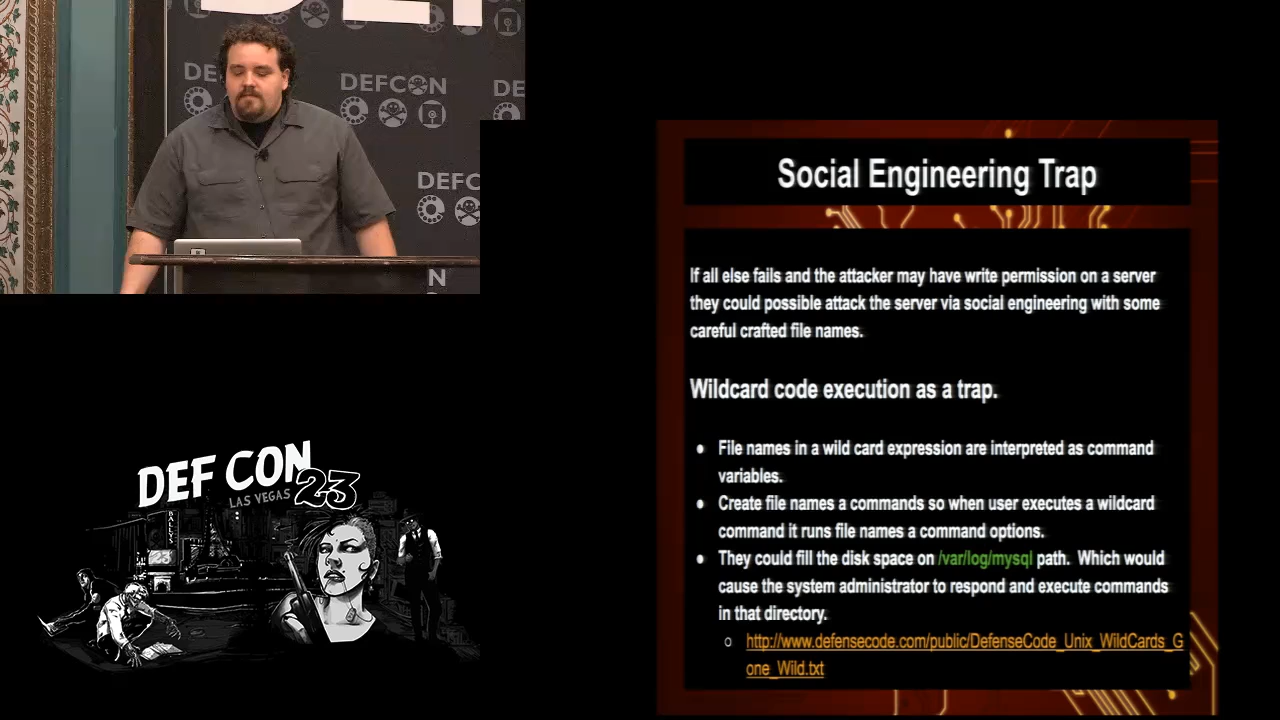 DEF
DE
DEFCON
DE
DEFC
N
Social Engineering Trap
If all else fails and the attacker may have write permission on a server
they could possible attack the server via social engineering with some
careful crafted file names.
Wildcard code execution as a trap.
File names in a wild card expression are interpreted as command
variables.
Create file names a commands so when user executes a wildcard
command it runs file names a command options.
They could fill the disk space on /var/log/mysql path. Which would
cause the system administrator to respond and execute commands
in that directory.
http://www.defensecode.com/public/DefenseCode_Unix_WildCards_G
one_Wild.txt
DEF CON
LAS VEGAS 23
BALLYS